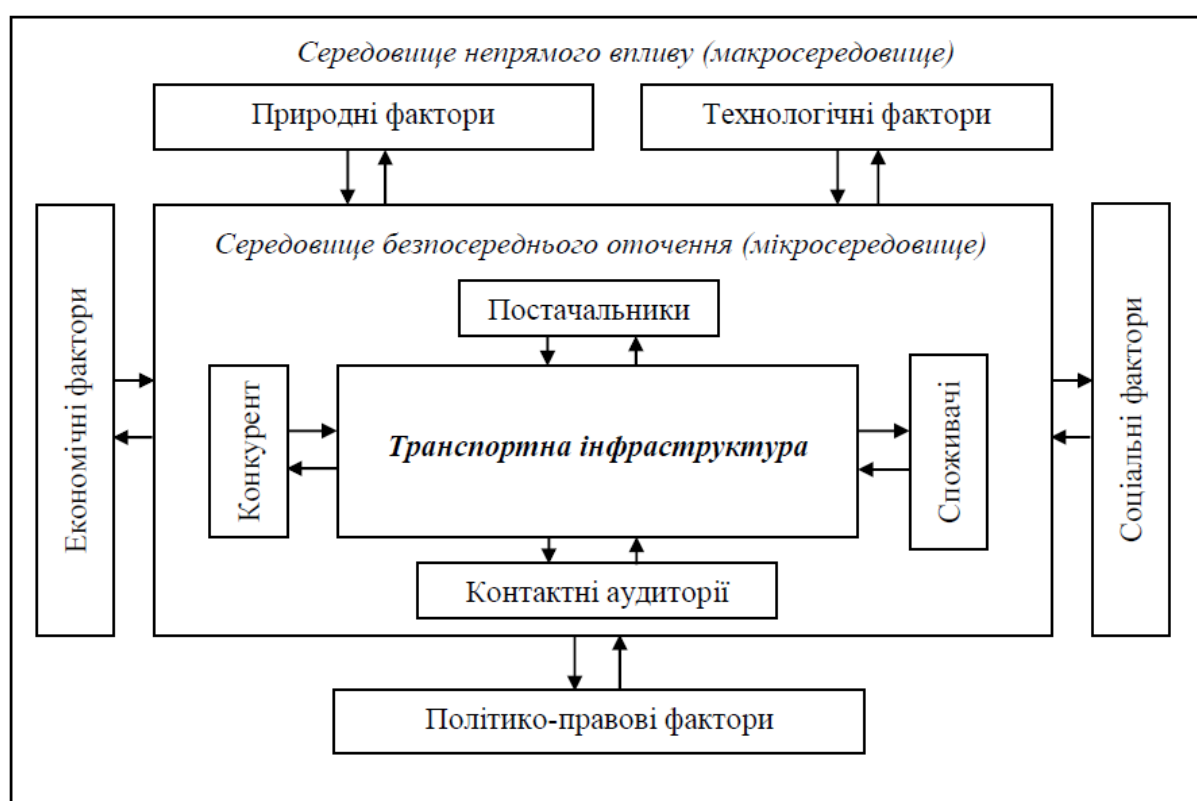 Середовище непрямого впливу (макросередовище)
Природні фактори
Технологічні фактори
Середовище безпосереднього оточення (мікросередовище)
Постачальники
Економічні фактори
Конкурент
Транспортна інфраструктура
Споживачі
Соціальні фактори
Контактні аудиторії
Політико-правові фактори